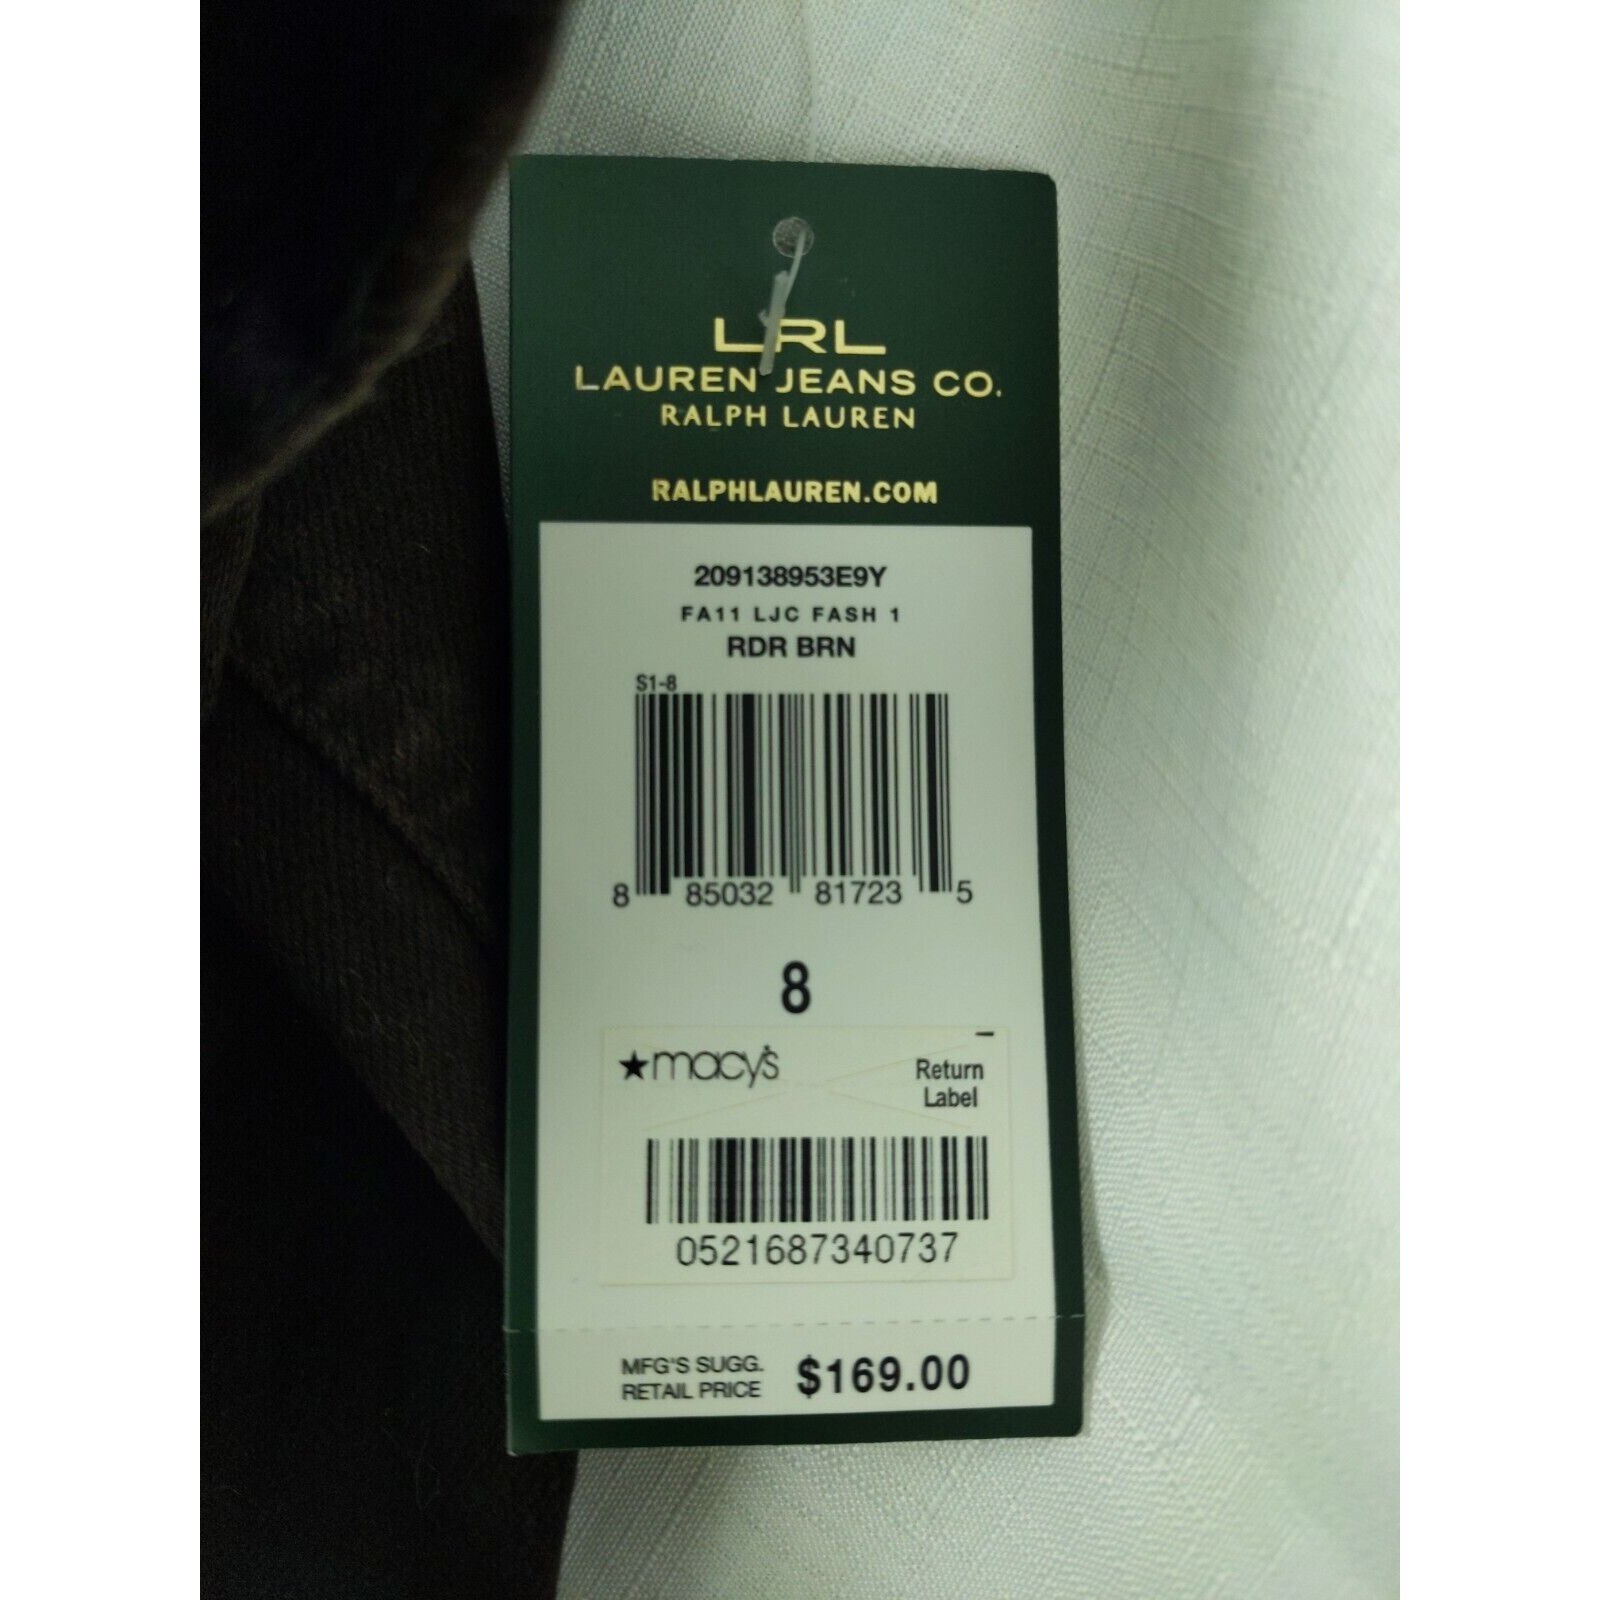 LRL
LAUREN JEANS CO.
RALPH LAUREN
RALPHLAUREN.COM
209138953E9Y
FA11 LJC FASH 1
RDR BRN
S1-8
8 85032 81723 5
8
★macy's Return
Label
0521687340737
MFG'S SUGG.
RETAIL PRICE $169.00